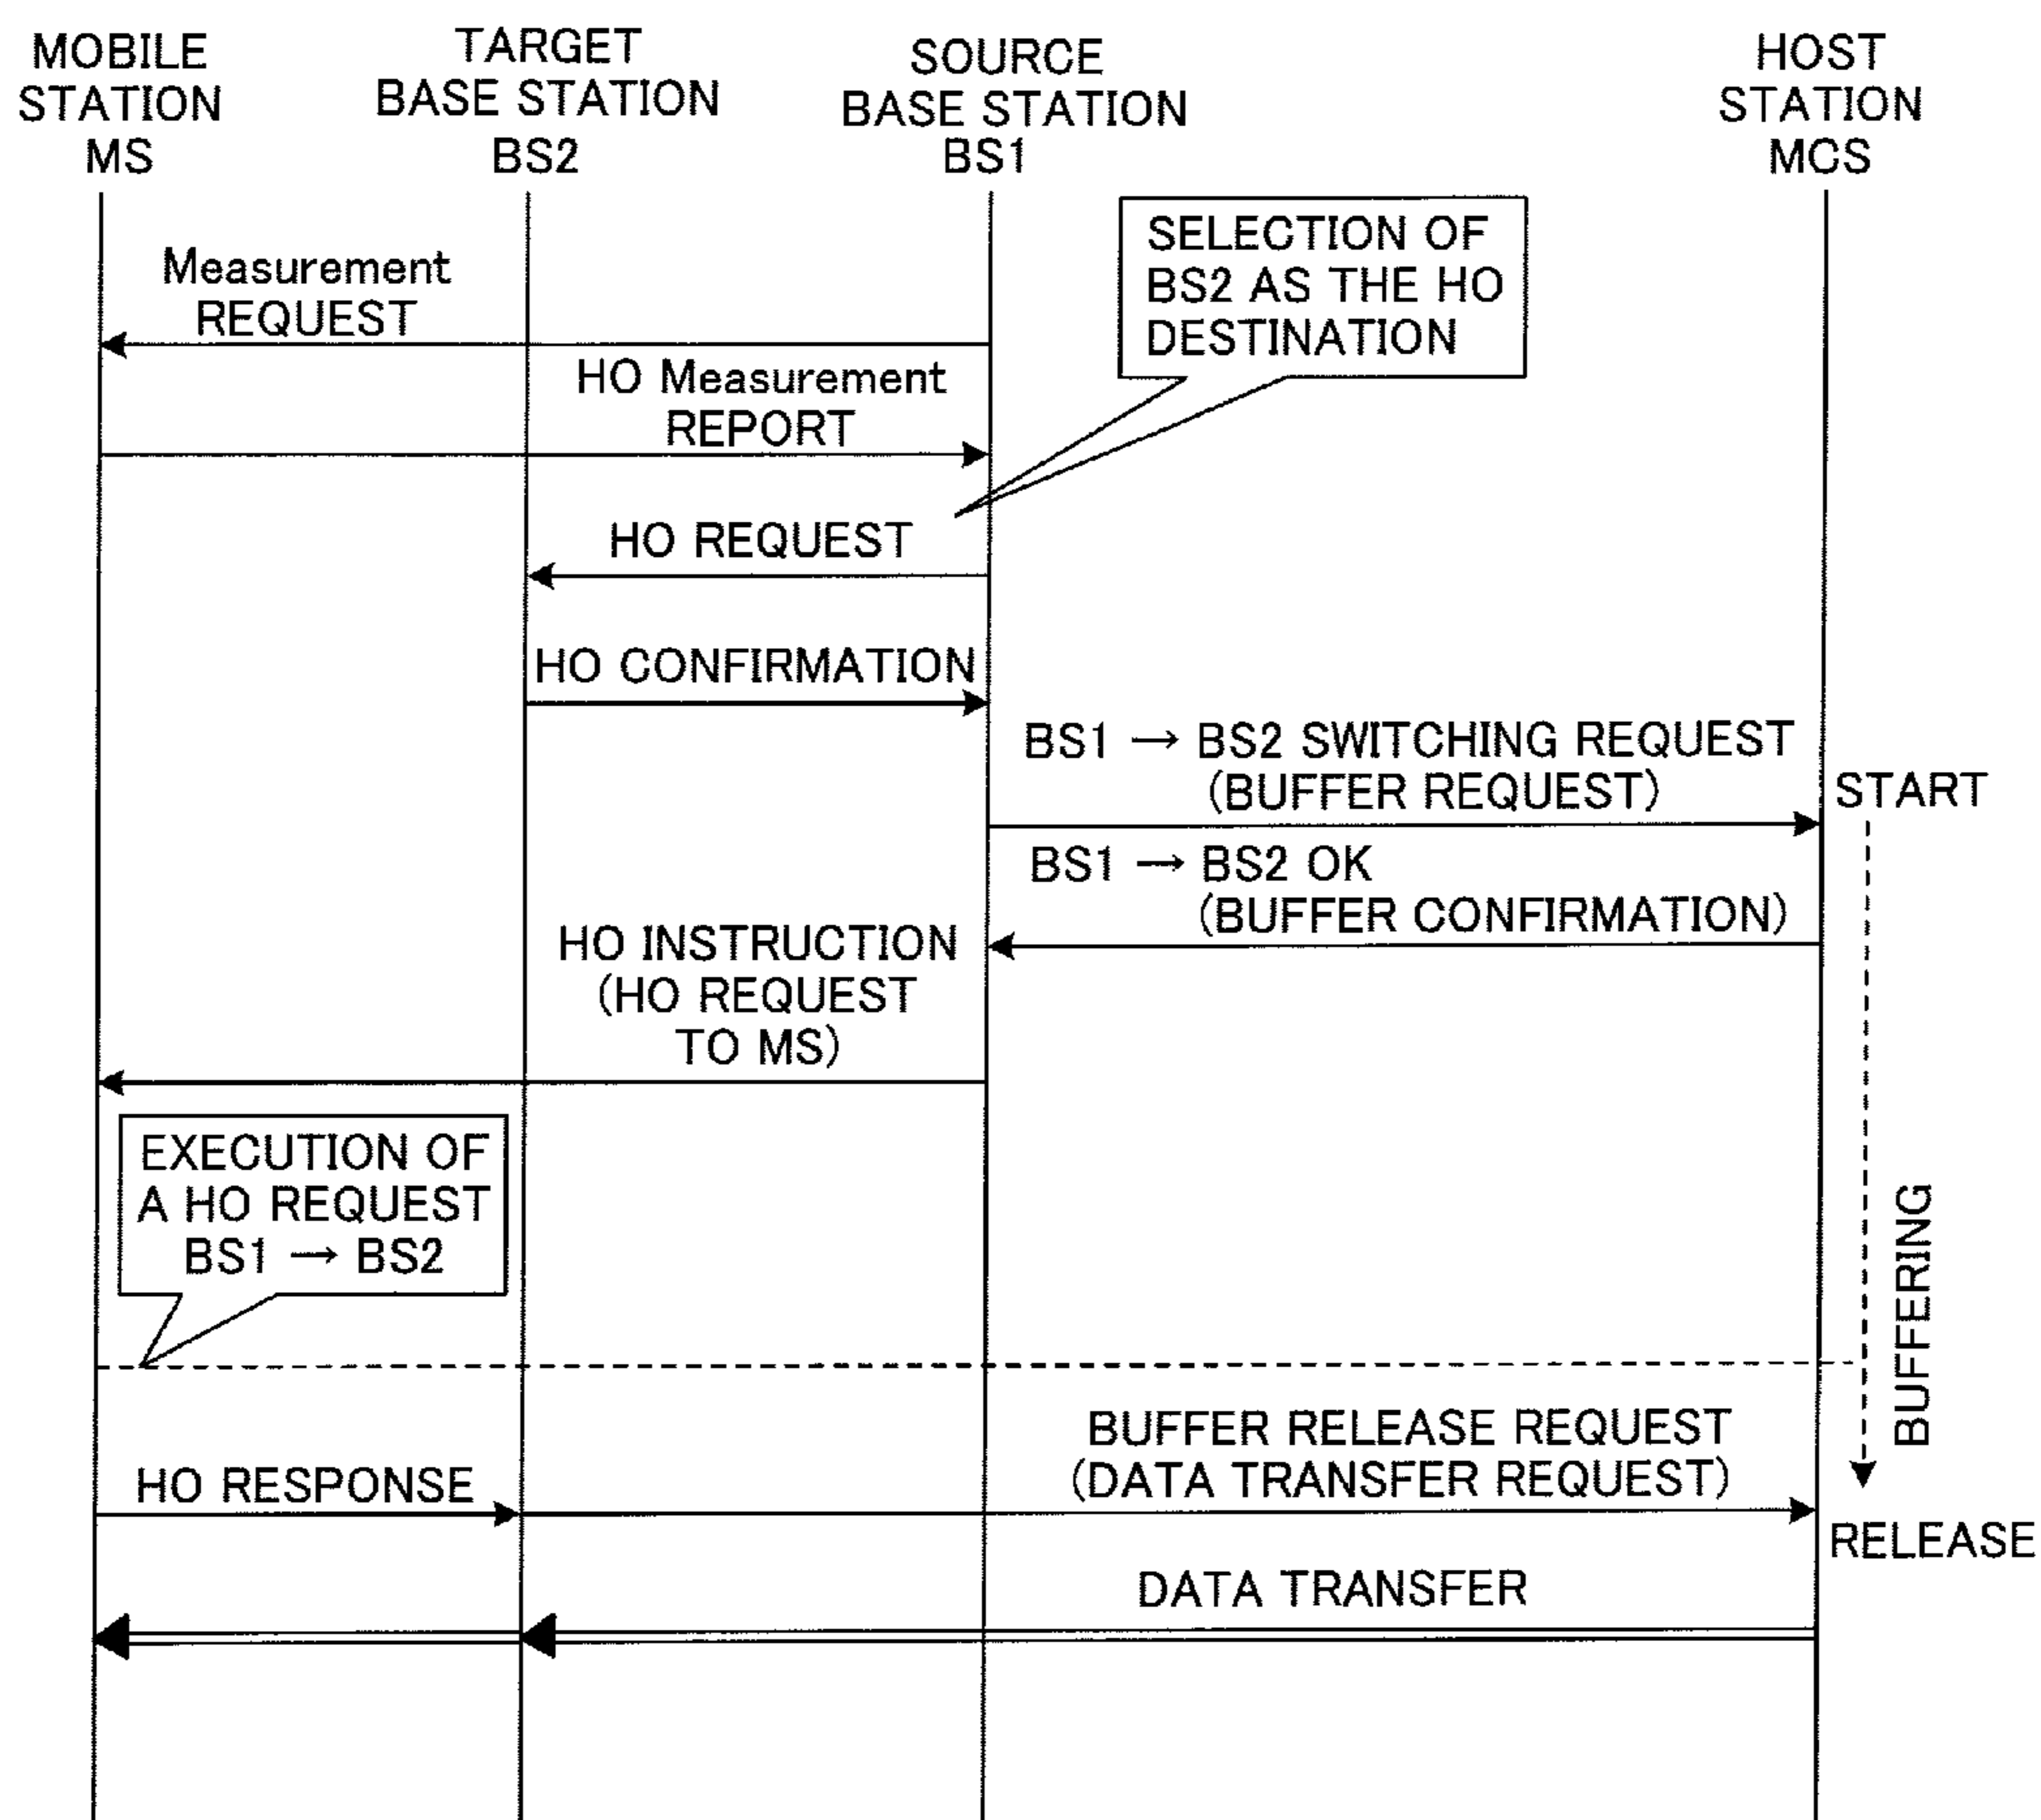 MOBILE
STATION
MS
TARGET
BASE STATION
BS2
SOURCE
BASE STATION
BS1
HOST
STATION
MCS
SELECTION OF
BS2 AS THE HO
DESTINATION
Measurement
REQUEST
HO Measurement
REPORT
HO REQUEST
HO CONFIRMATION
BS1 → BS2 SWITCHING REQUEST
(BUFFER REQUEST)
START
BS1 → BS2 OK
(BUFFER CONFIRMATION)
HO INSTRUCTION
(HO REQUEST
TO MS)
EXECUTION OF
A HO REQUEST
BS1 → BS2
BUFFERING
BUFFER RELEASE REQUEST
(DATA TRANSFER REQUEST)
HO RESPONSE
RELEASE
DATA TRANSFER